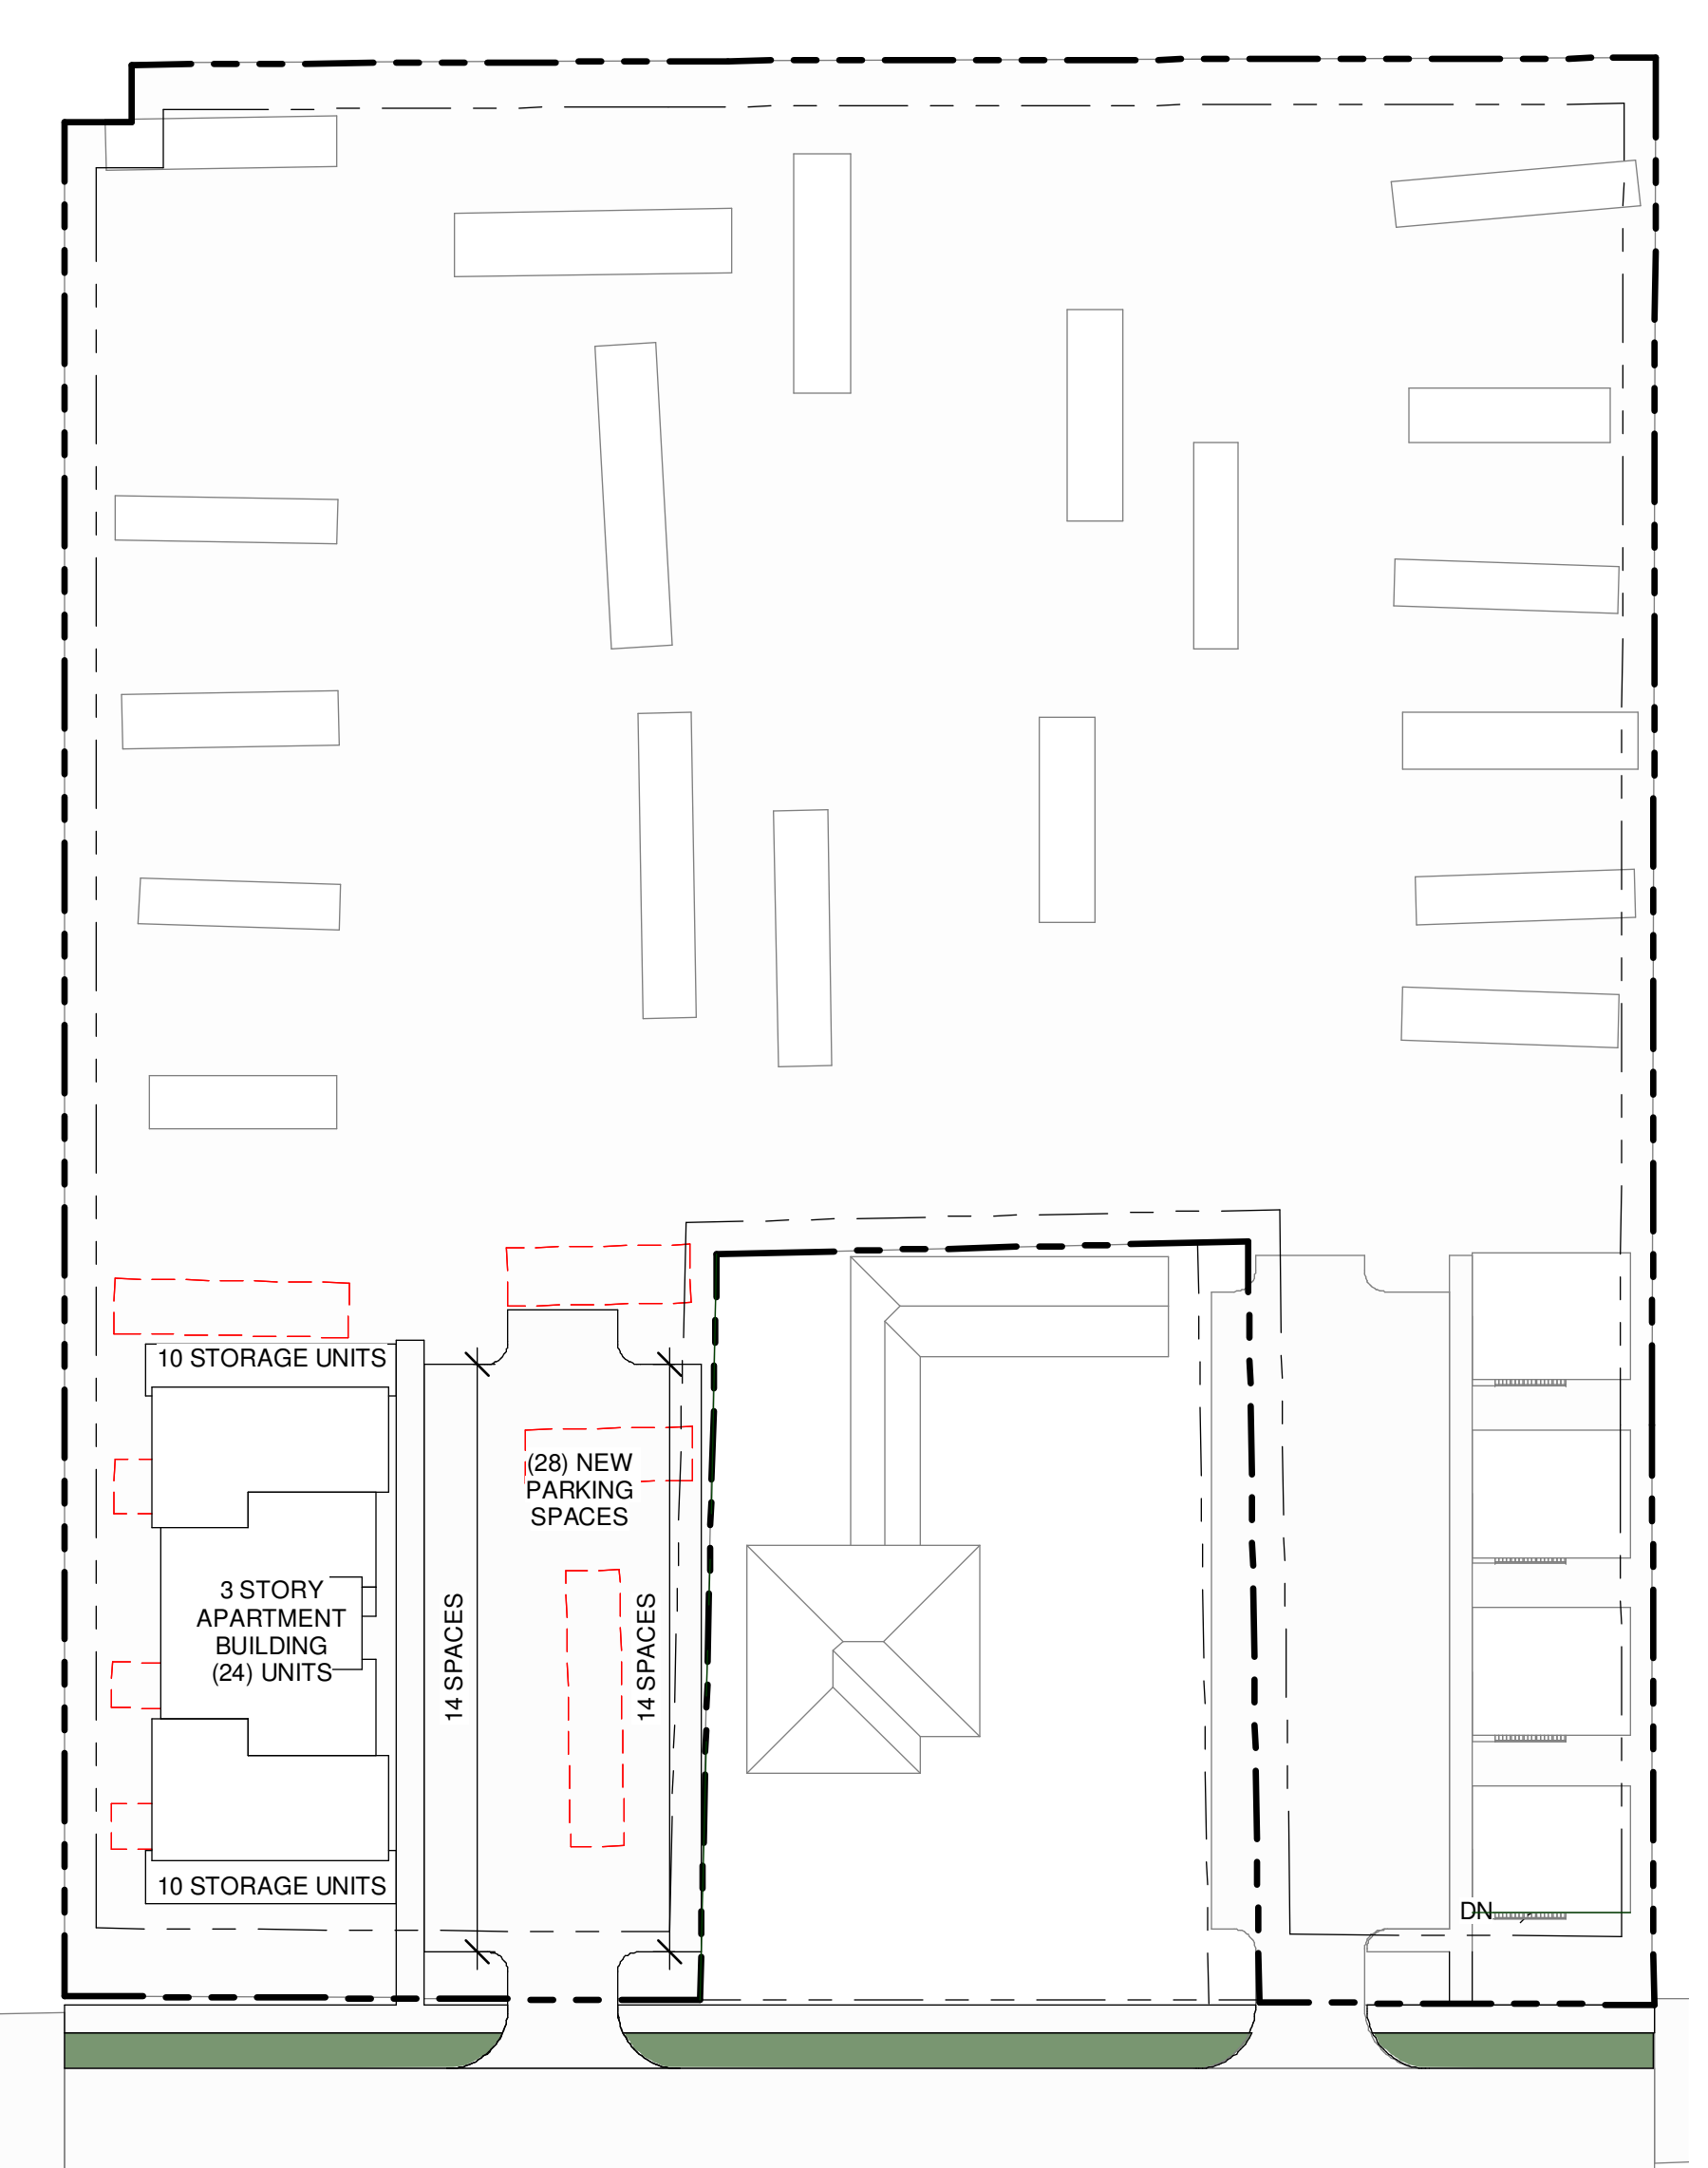 10 STORAGE UNITS
(28) NEW
PARKING
SPACES
3 STORY
APARTMENT
BUILDING
(24) UNITS
14 SPACES
14 SPACES
10 STORAGE UNITS
DN